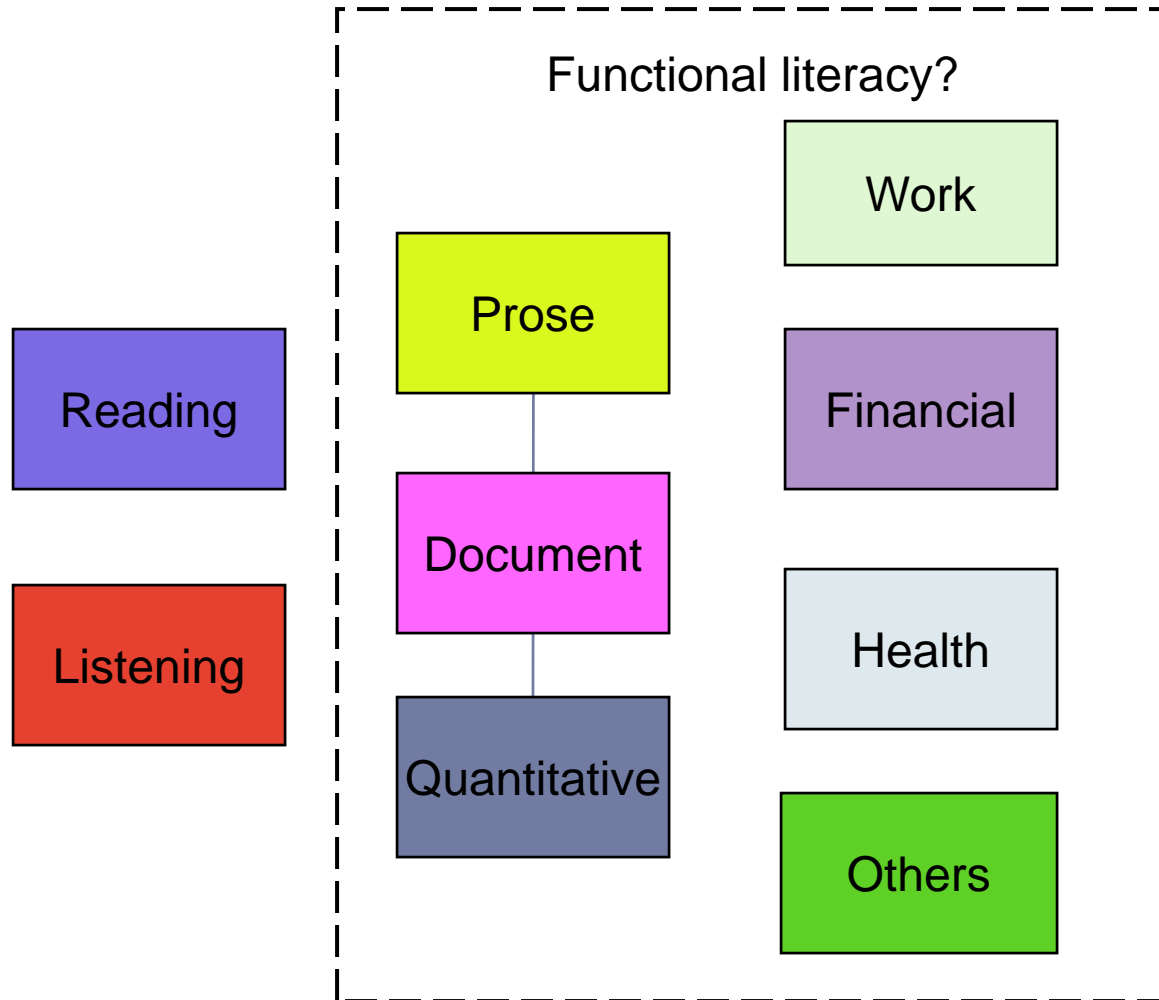 Functional literacy?
Work
Prose
Reading
Financial
Document
Listening
Health
Quantitative
Others